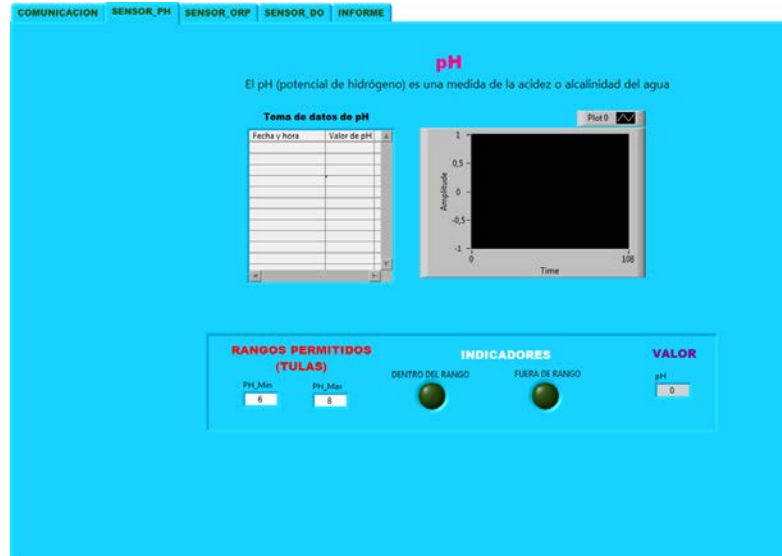 COMUNICACION SENSOR_PH SENSOR_ORP SENSOR_DO INFORME
pH
El pH (potencial de hidrógeno) es una medida de la acidez o alcalinidad del agua
Toma de datos de pH
Fecha y hora Valor de pH
Plot 0
1
0,5
0
-0,5
-1
Amplitude
0 108
Time
RANGOS PERMITIDOS
(TULAS)
PH_Min PH_Max
6 8
INDICADORES
DENTRO DEL RANGO FUERA DE RANGO
VALOR
pH
0